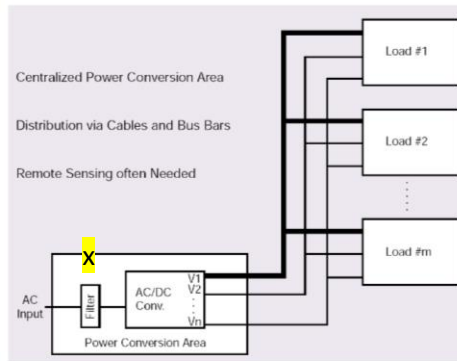 Load #1
Centralized Power Conversion Area
Distribution via Cables and Bus Bars
Load #2
Remote Sensing often Needed
X
Load #m
AC
Input
Filter
AC/DC
Conv.
V1
V2
Vn
Power Conversion Area